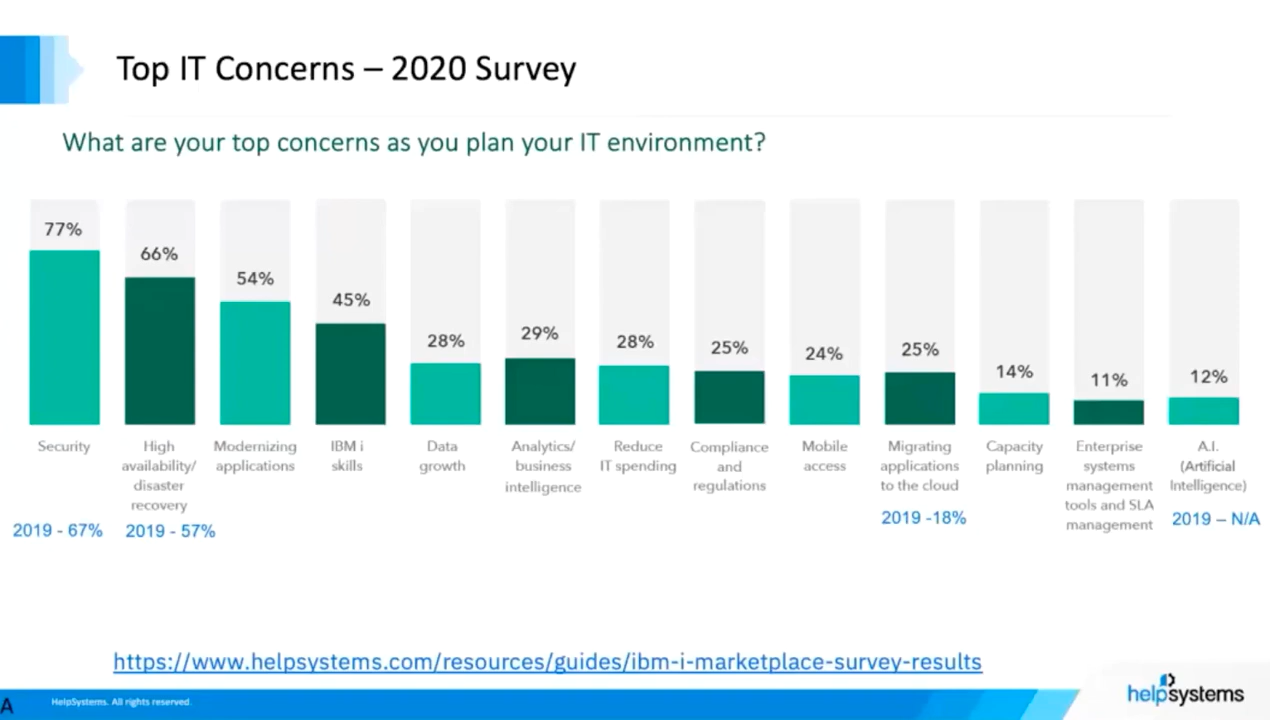 Top IT Concerns – 2020 Survey
What are your top concerns as you plan your IT environment?
77%
66%
54%
45%
28%
29%
28%
25%
24%
25%
14%
11%
12%
Security
High
availability/
disaster
recovery
Modernizing
applications
IBM i
skills
Data
growth
Analytics/
business
intelligence
Reduce
IT spending
Compliance
and
regulations
Mobile
access
Migrating
applications
to the cloud
Capacity
planning
Enterprise
systems
management
tools and SLA
management
A.I.
(Artificial
Intelligence)
2019 - 67%
2019 - 57%
2019 -18%
2019 – N/A
https://www.helpsystems.com/resources/guides/ibm-i-marketplace-survey-results
A
HelpSystems. All rights reserved.
helpsystems